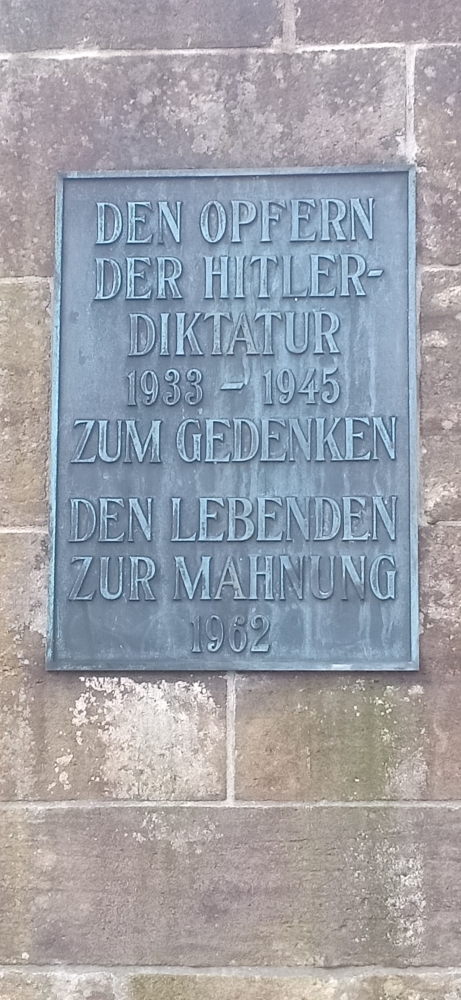 DEN OPFERN
DER HITLER-
DIKTATUR
1933 – 1945
ZUM GEDENKEN
DEN LEBENDEN
ZUR MAHNUNG
1962